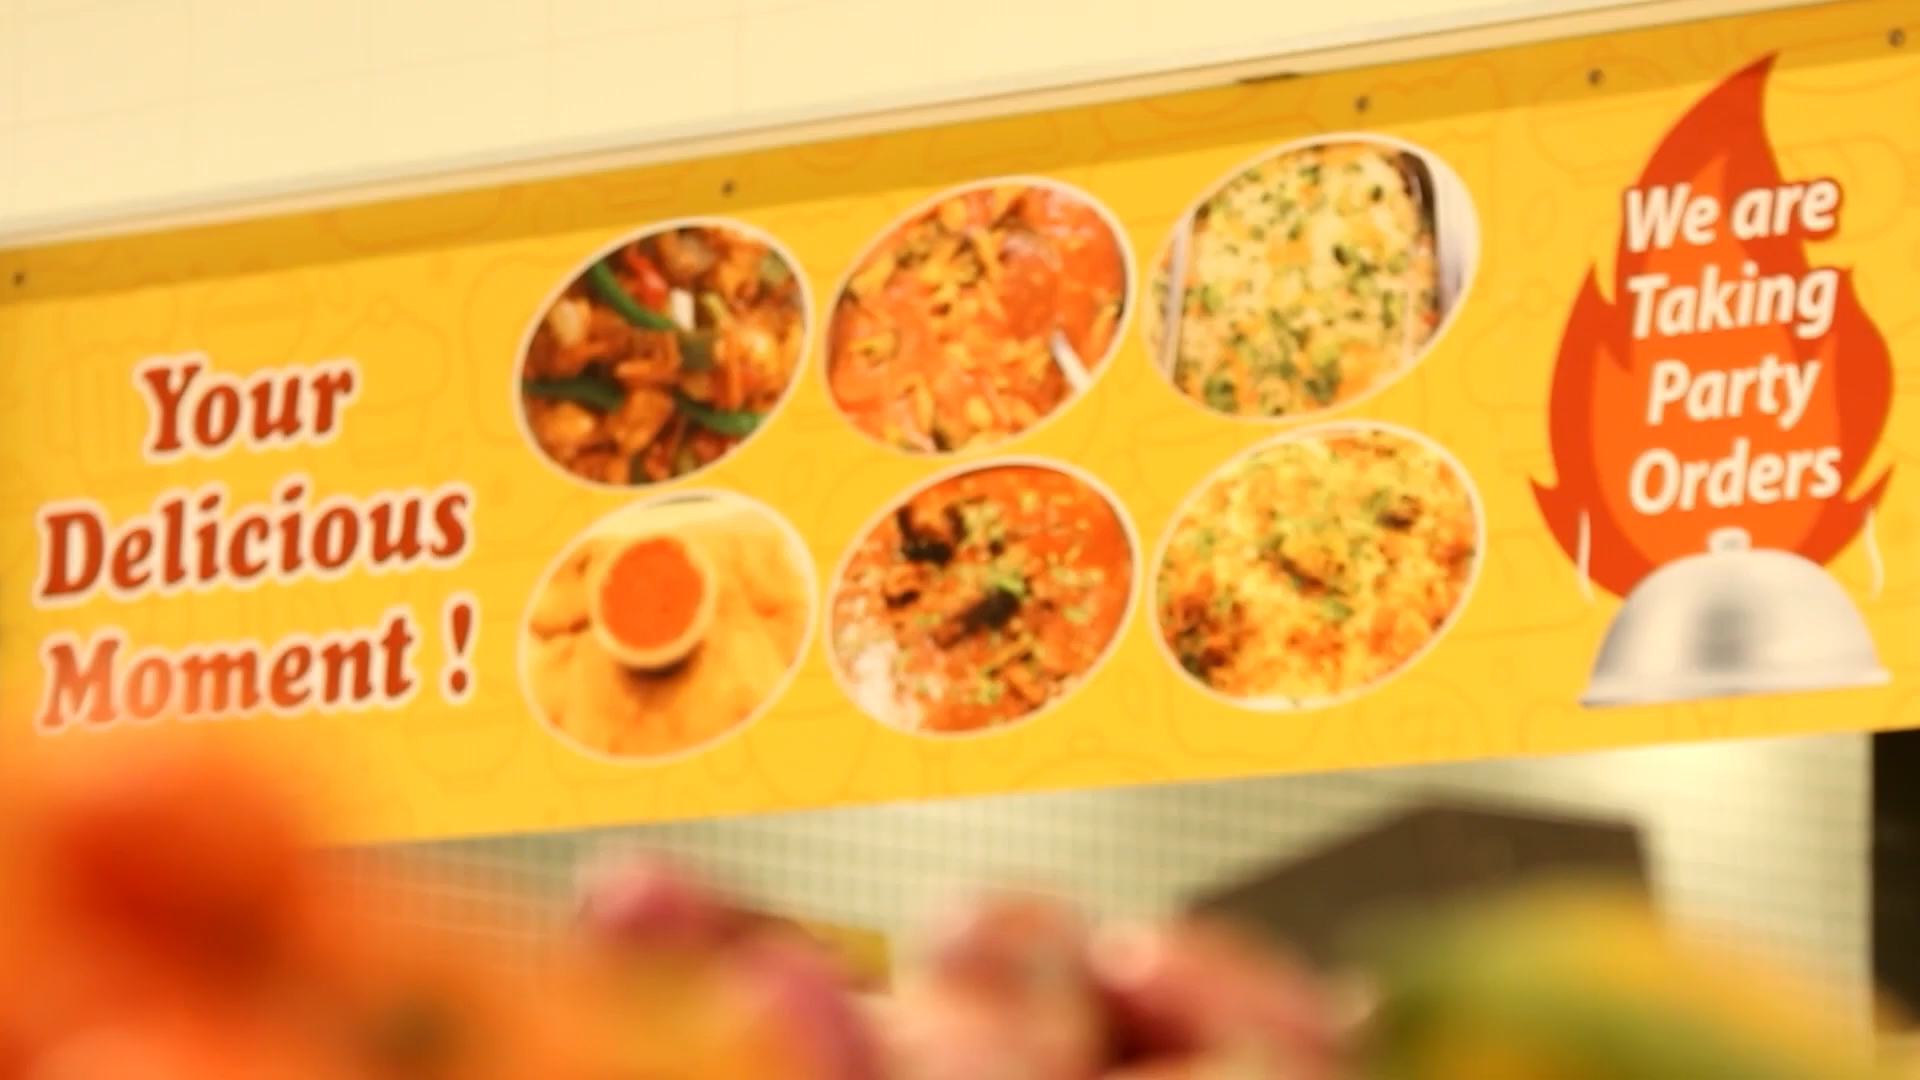 Your
Delicious
Moment !
We are
Taking
Party
Orders